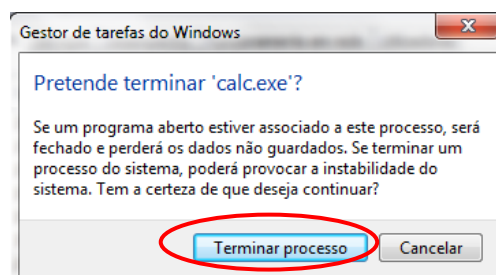 Gestor de tarefas do Windows
Pretende terminar 'calc.exe'?
Se um programa aberto estiver associado a este processo, será
fechado e perderá os dados não guardados. Se terminar um
processo do sistema, poderá provocar a instabilidade do
sistema. Tem a certeza de que deseja continuar?
Terminar processo
Cancelar